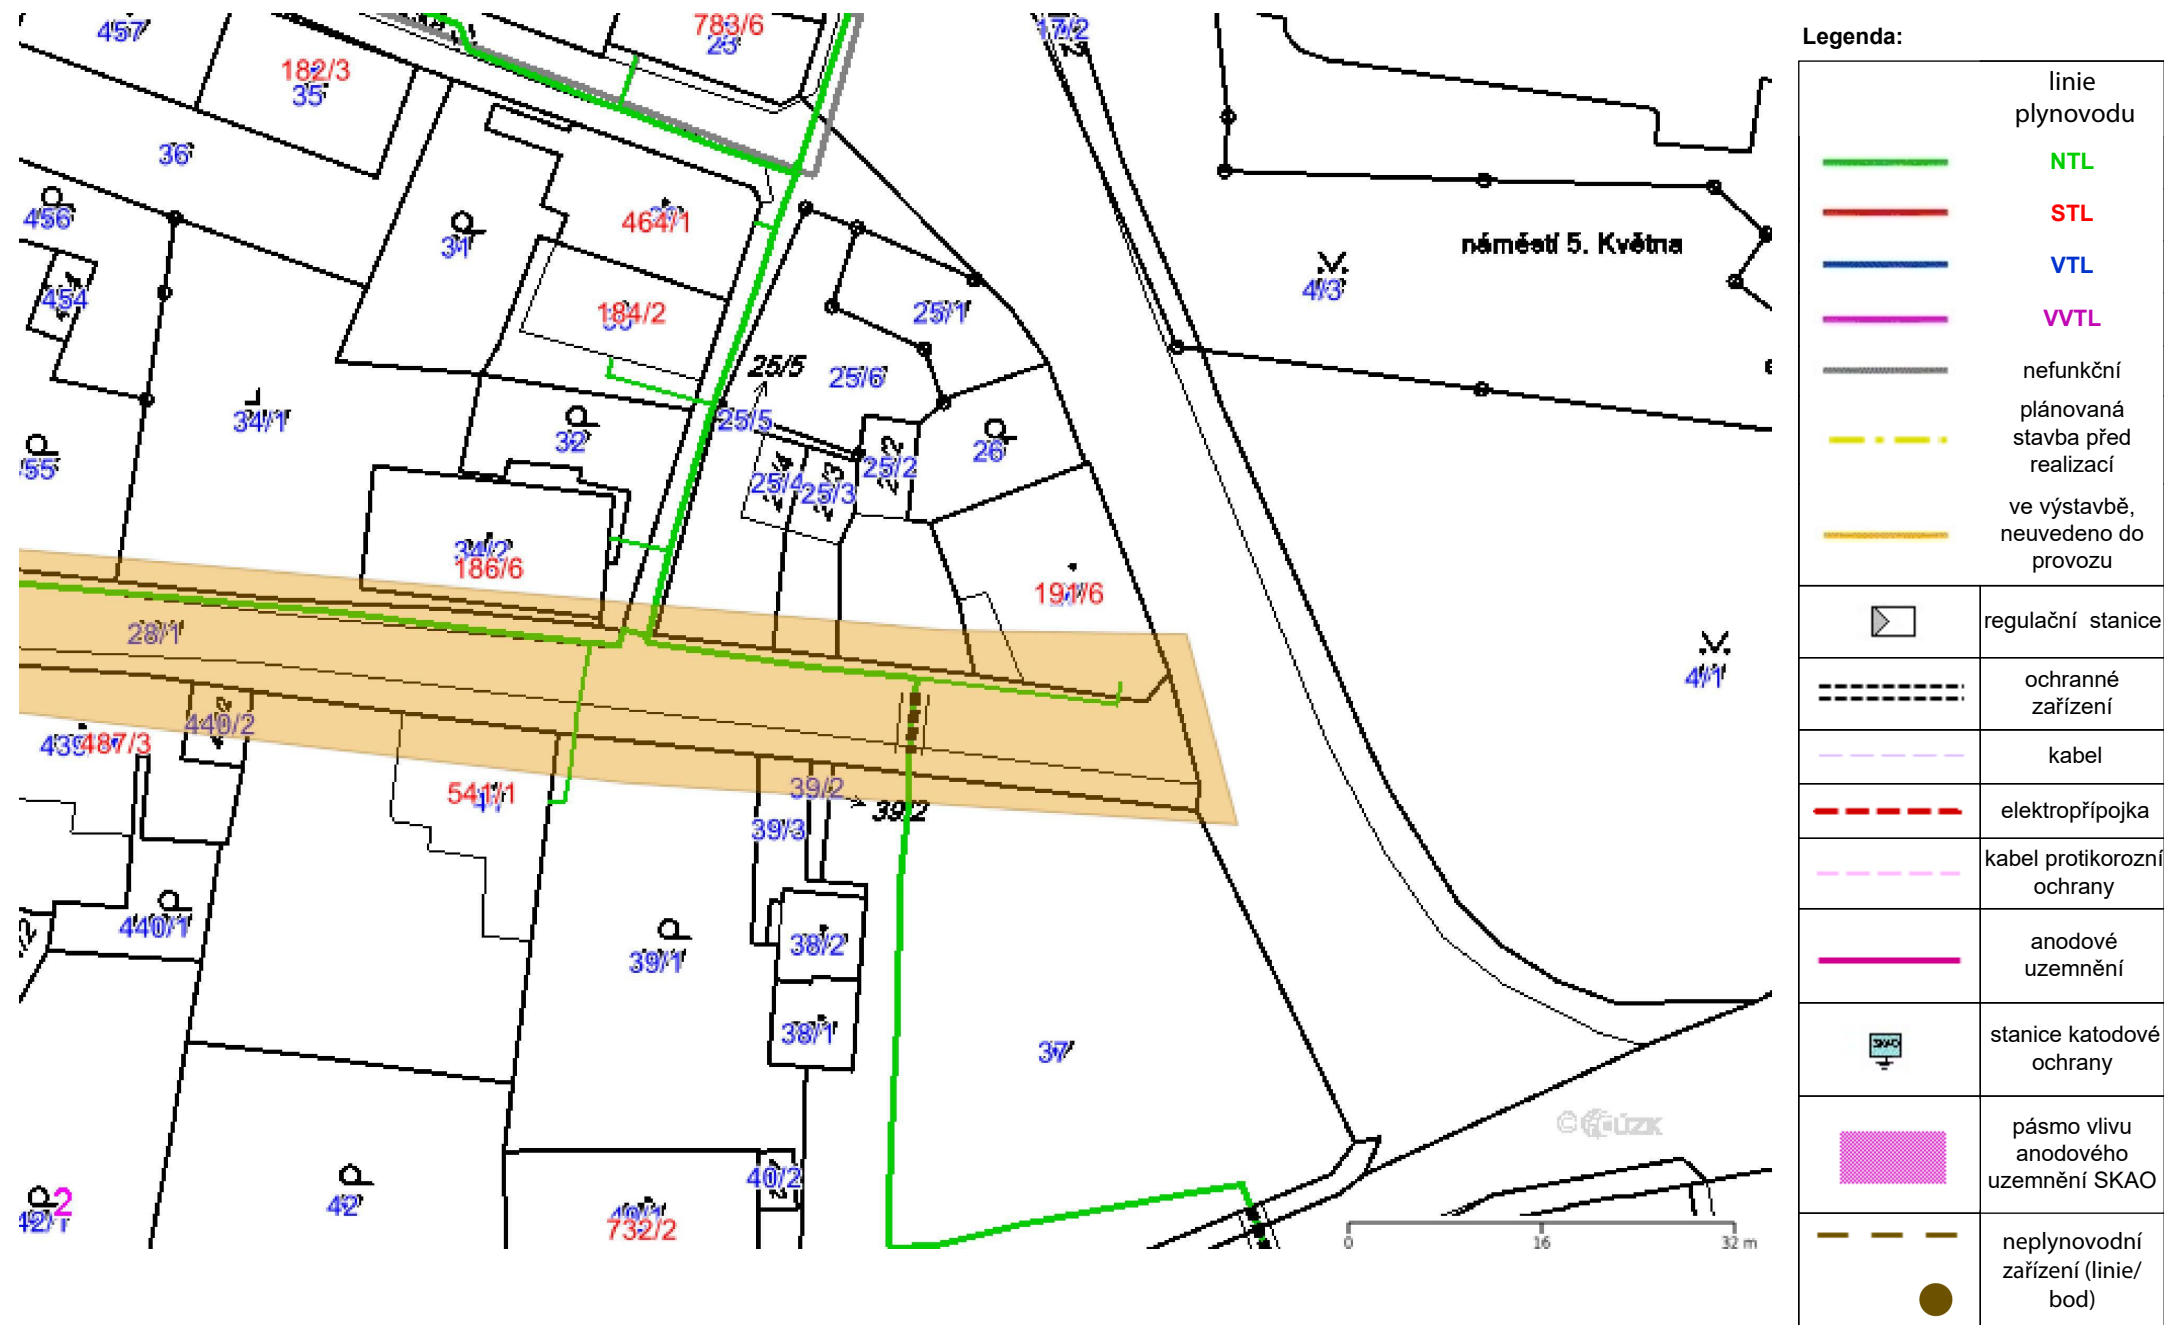 457
182/3
35
783/6
23
17/2
36
456
31
464/1
454
184/2
25/1
náměstí 5. Května
4/3
25/5
25/6
34/1
32
25/5
26
55
25/4
25/3
25/2
34/2
186/6
191/6
28/1
4/1
440/2
439
487/3
541/1
39/2
39/2
39/3
440/1
39/1
38/2
38/1
37
©ČÚZK
42
40/2
2
732/2
0 16 32 m
Legenda:
linie
plynovodu
NTL
STL
VTL
VVTL
nefunkční
plánovaná
stavba před
realizací
ve výstavbě,
neuvedeno do
provozu
regulační stanice
ochranné
zařízení
kabel
elektropřípojka
kabel protikorozní
ochrany
anodové
uzemnění
SKAO
stanice katodové
ochrany
pásmo vlivu
anodového
uzemnění SKAO
neplynovodní
zařízení (linie/
bod)